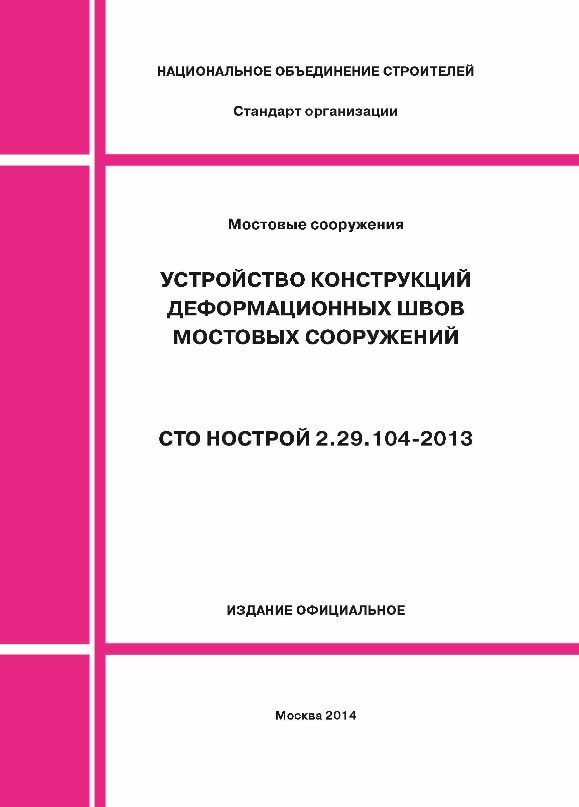 НАЦИОНАЛЬНОЕ ОБЪЕДИНЕНИЕ СТРОИТЕЛЕЙ
Стандарт организации
Мостовые сооружения
УСТРОЙСТВО КОНСТРУКЦИЙ
ДЕФОРМАЦИОННЫХ ШВОВ
МОСТОВЫХ СООРУЖЕНИЙ
СТО НОСТРОЙ 2.29.104-2013
ИЗДАНИЕ ОФИЦИАЛЬНОЕ
Москва 2014